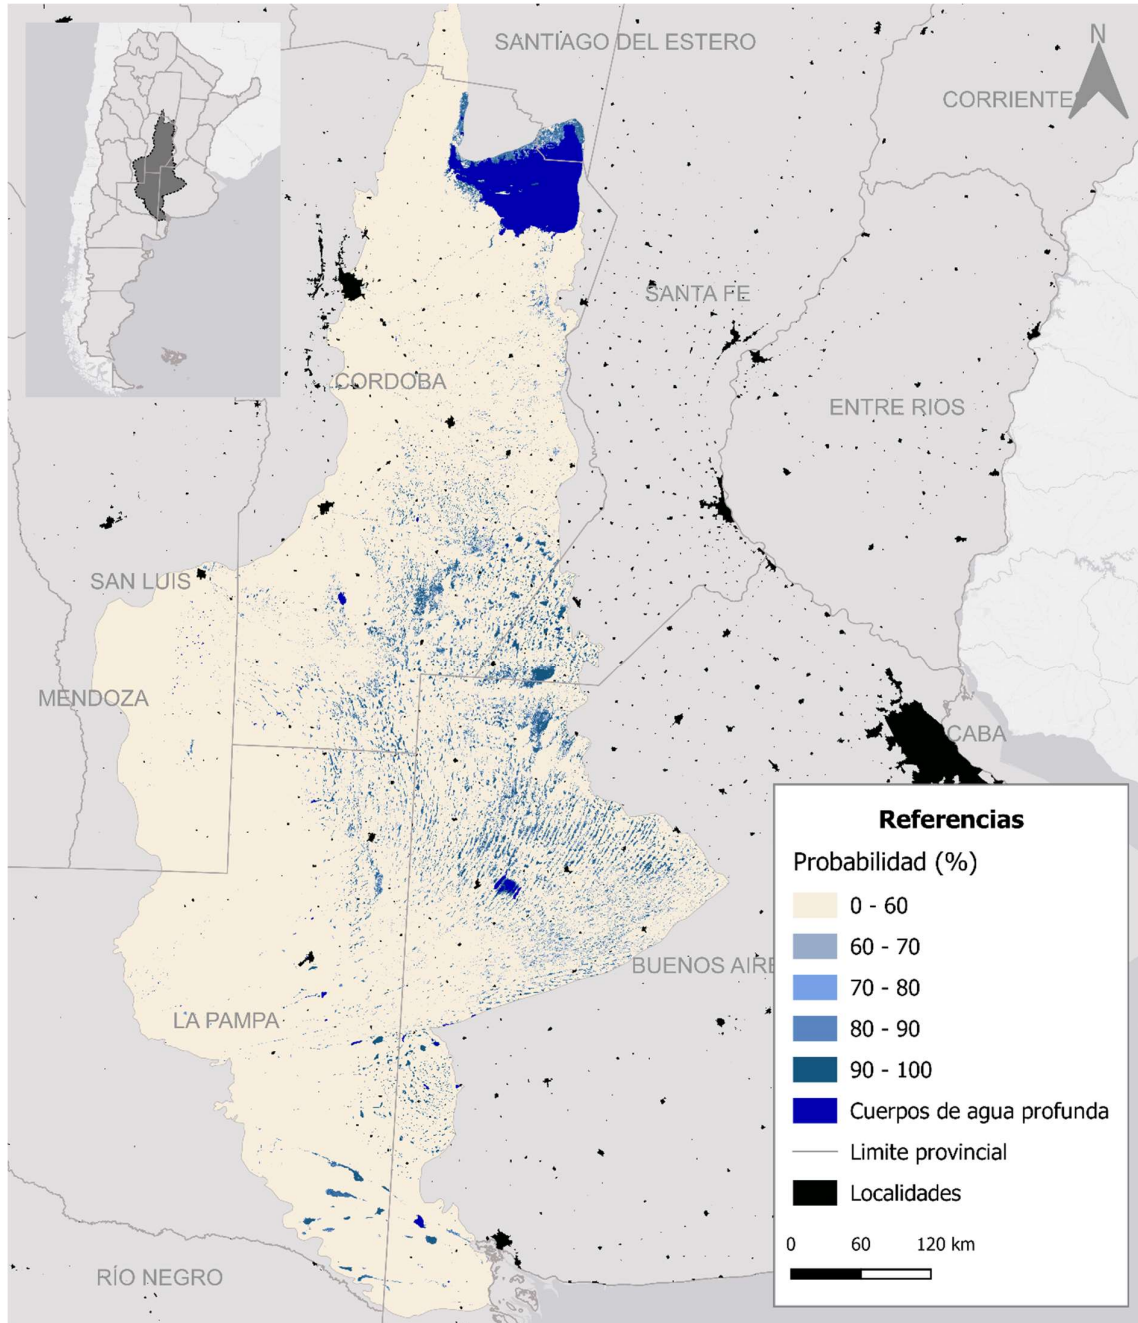 SANTIAGO DEL ESTERO
N
CORRIENTES
SANTA FE
CORDOBA
ENTRE RIOS
SAN LUIS
MENDOZA
CABA
BUENOS AIRE
LA PAMPA
RÍO NEGRO
Referencias
Probabilidad (%)
0 - 60
60 - 70
70 - 80
80 - 90
90 - 100
Cuerpos de agua profunda
Limite provincial
Localidades
0 60 120 km